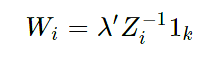 W_i = λ′Z_i^{-1}1_k